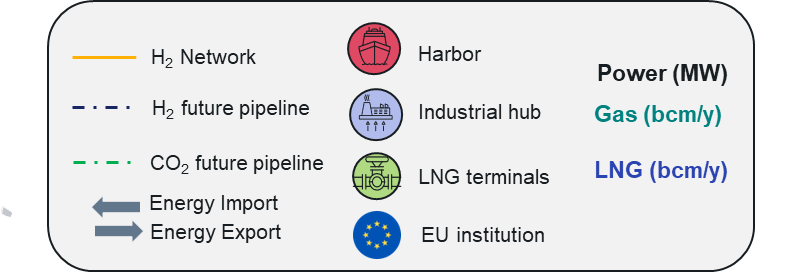 H₂ Network
H₂ future pipeline
CO₂ future pipeline
Energy Import
Energy Export
Harbor
Industrial hub
LNG terminals
EU institution
Power (MW)
Gas (bcm/y)
LNG (bcm/y)